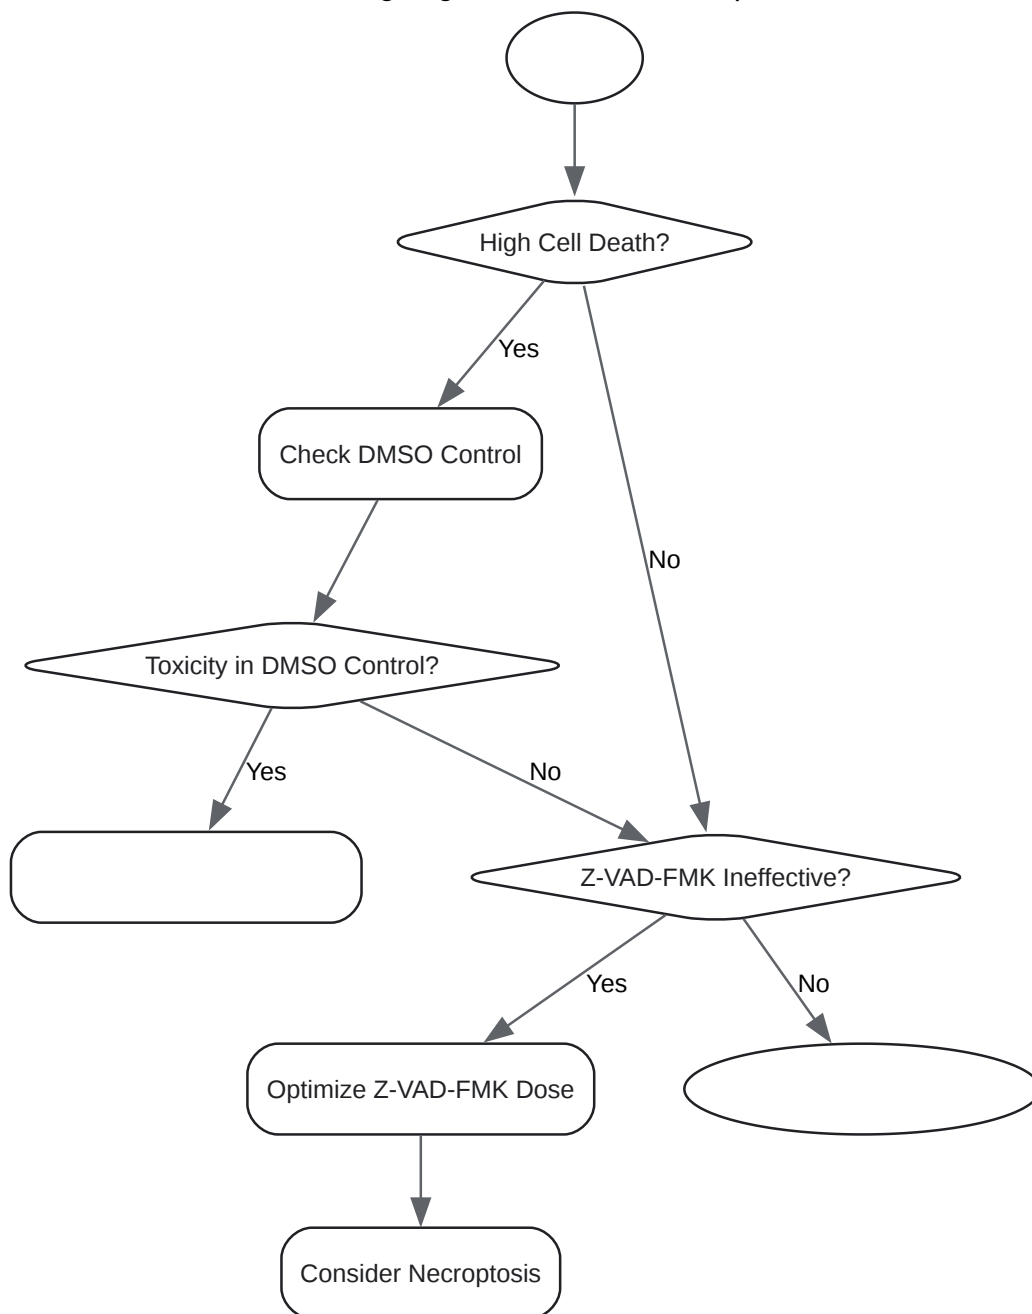 High Cell Death?
Yes
Check DMSO Control
No
Toxicity in DMSO Control?
Yes
No
Z-VAD-FMK Ineffective?
Yes
No
Optimize Z-VAD-FMK Dose
Consider Necroptosis